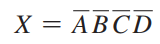 X = A̅ B̅ C̅ D̅